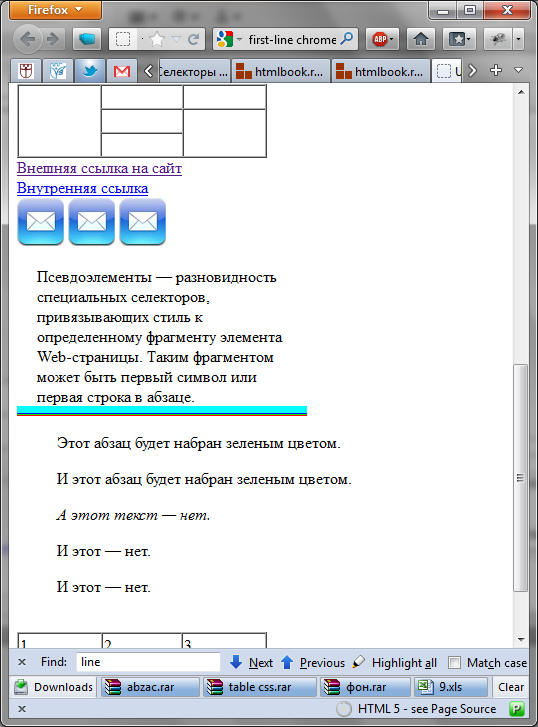 Firefox
first-line chrome
ABP
Селекторы ...
htmlbook.r...
htmlbook.r...
Внешняя ссылка на сайт
Внутренняя ссылка
Псевдоэлементы — разновидность
специальных селекторов,
привязывающих стиль к
определенному фрагменту элемента
Web-страницы. Таким фрагментом
может быть первый символ или
первая строка в абзаце.
Этот абзац будет набран зеленым цветом.
И этот абзац будет набран зеленым цветом.
А этот текст — нет.
И этот — нет.
И этот — нет.
1 2 3
Find: line Next Previous Highlight all Match case
Downloads abzac.rar table css.rar фон.rar 9.xls Clear
HTML 5 - see Page Source